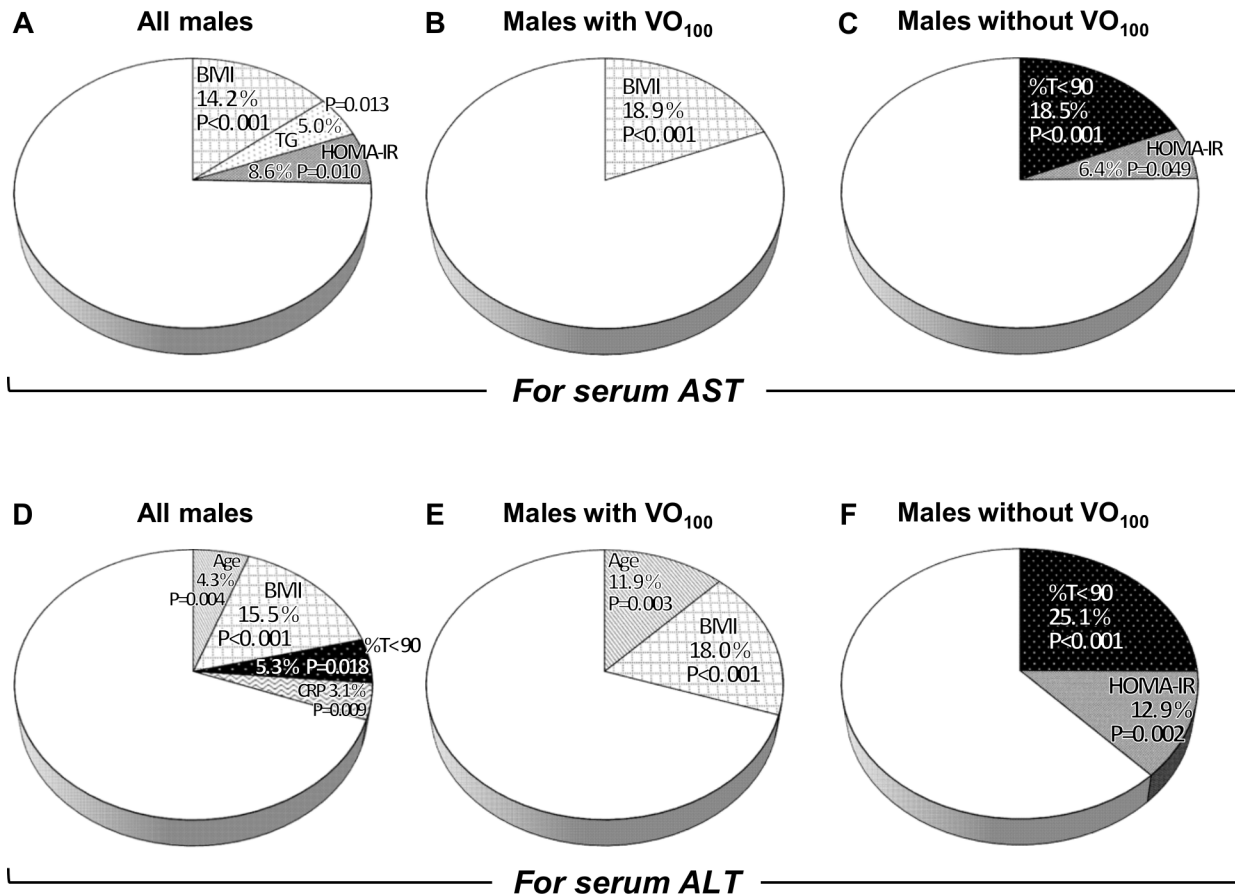 A All males
BMI
14.2%
P<0.001
P=0.013
5.0%
TG
HOMA-IR
8.6% P=0.010
B Males with VO₁₀₀
BMI
18.9%
P<0.001
C Males without VO₁₀₀
%T<90
18.5%
P<0.001
HOMA-IR
6.4% P=0.049
For serum AST
D All males
Age
4.3%
P=0.004
BMI
15.5%
P<0.001
%T<90
5.3% P=0.018
CRP 3.1%
P=0.009
E Males with VO₁₀₀
Age
11.9%
P=0.003
BMI
18.0%
P<0.001
F Males without VO₁₀₀
%T<90
25.1%
P<0.001
HOMA-IR
12.9%
P=0.002
For serum ALT